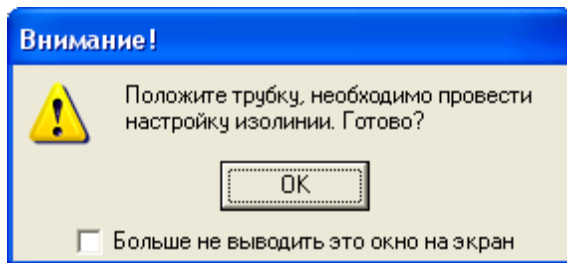 Внимание!
Положите трубку, необходимо провести
настройку изолинии. Готово?
OK
Больше не выводить это окно на экран